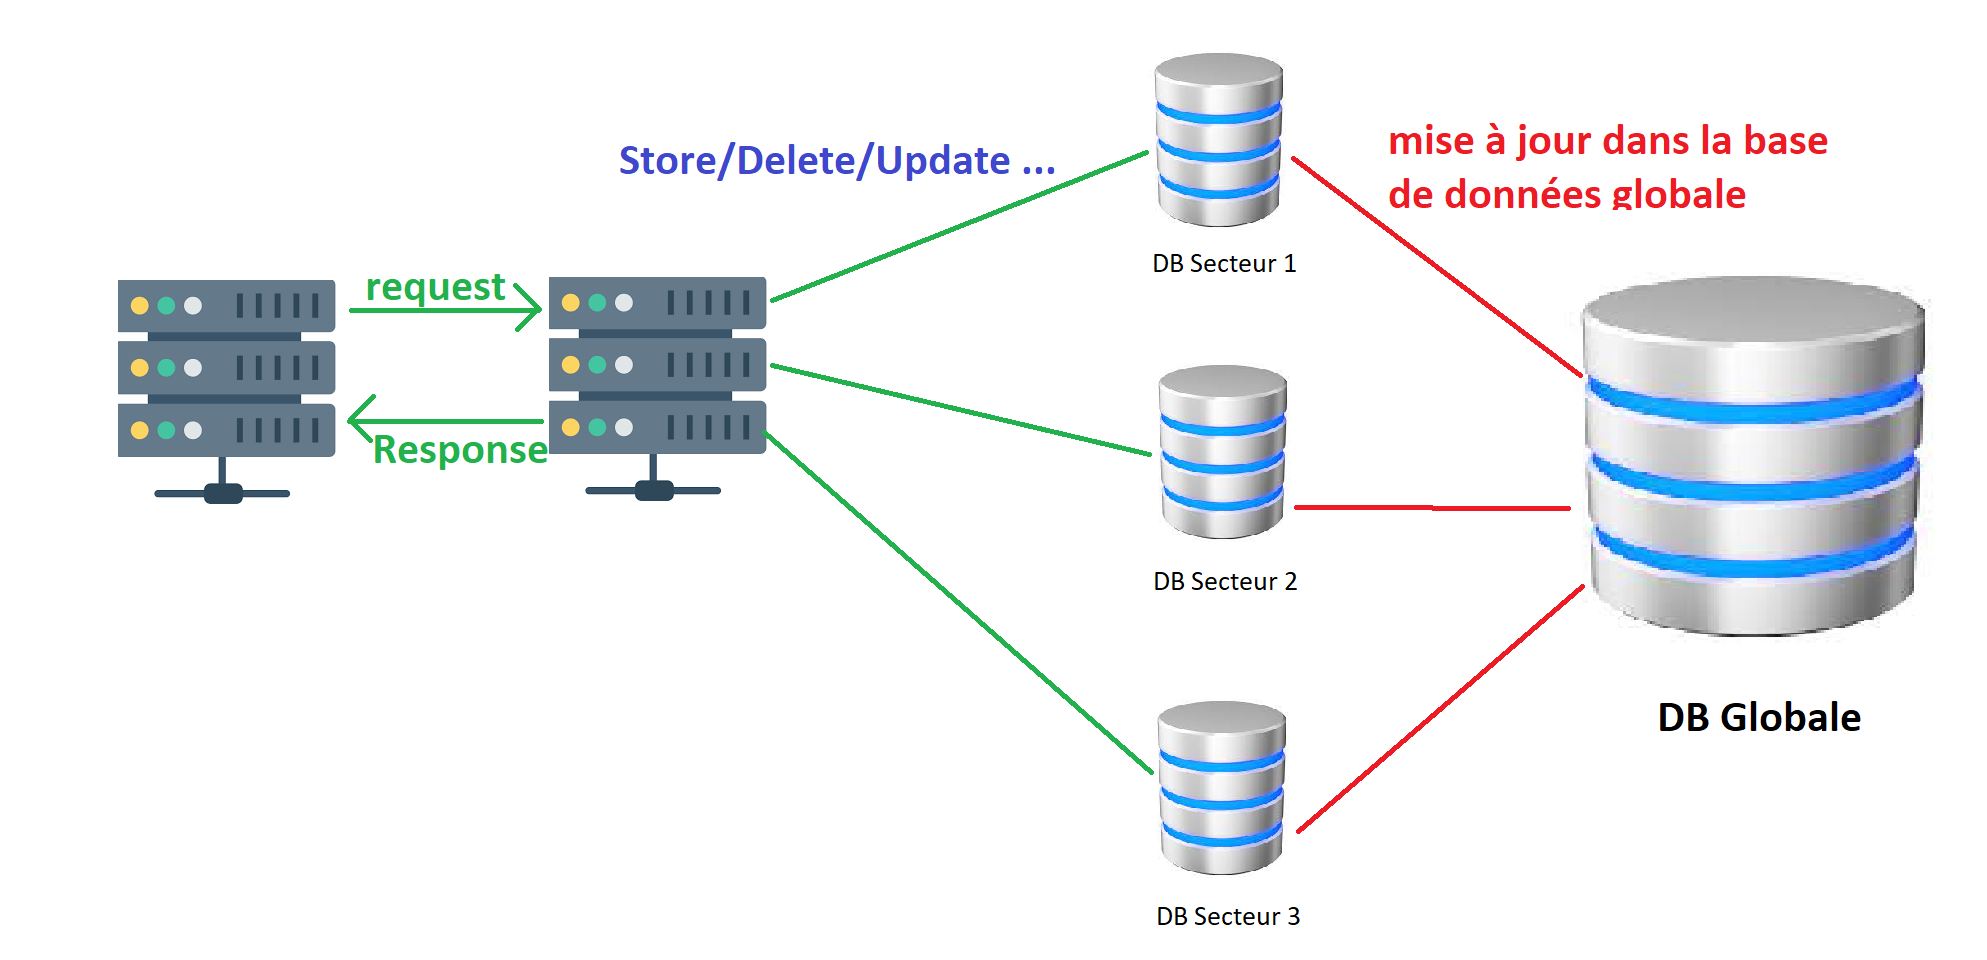 Store/Delete/Update ...
mise à jour dans la base
de données globale
DB Secteur 1
request
Response
DB Secteur 2
DB Globale
DB Secteur 3